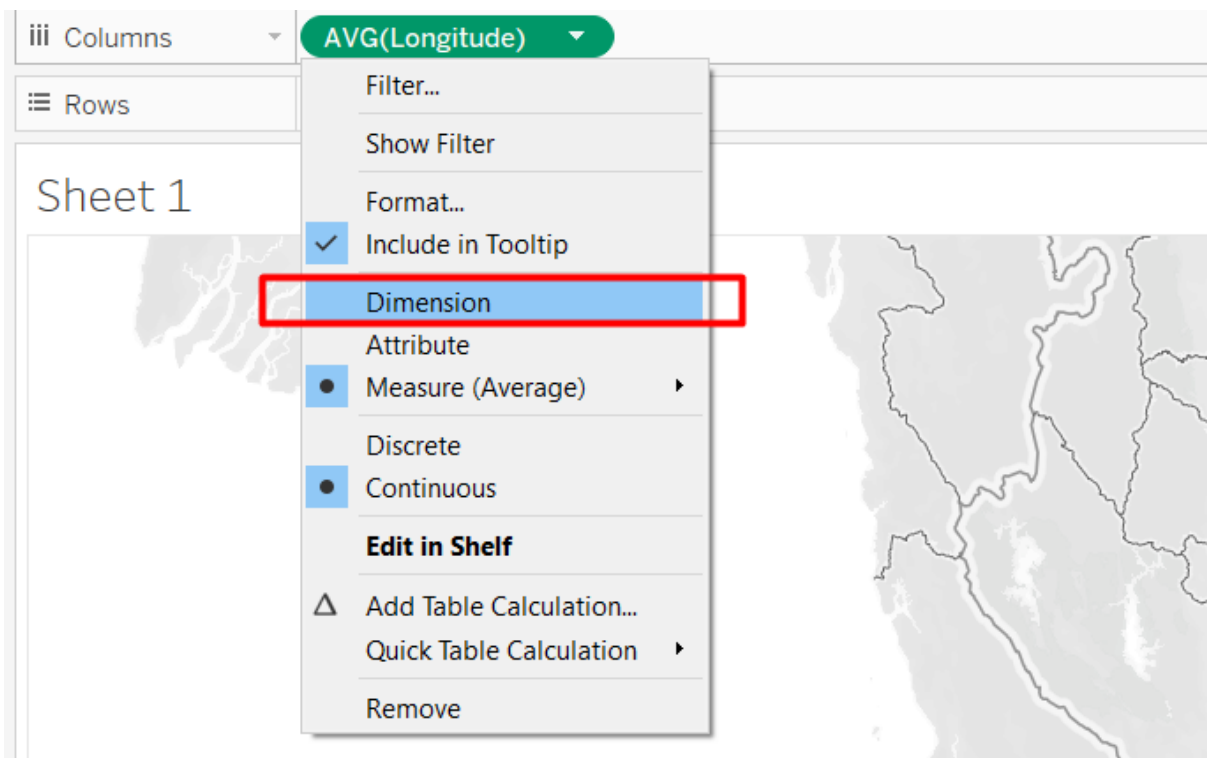 Columns
AVG(Longitude)
Rows
Sheet 1
Filter...
Show Filter
Format...
Include in Tooltip
Dimension
Attribute
Measure (Average)
Discrete
Continuous
Edit in Shelf
Add Table Calculation...
Quick Table Calculation
Remove